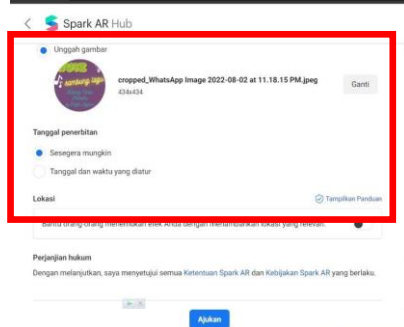 Spark AR Hub
Unggah gambar
sambung lagu
cropped_WhatsApp Image 2022-08-02 at 11.18.15 PM.jpeg
434x434
Ganti
Tanggal penerbitan
Sesegera mungkin
Tanggal dan waktu yang diatur
Lokasi
Tampilkan Panduan
Bantu orang-orang menemukan efek Anda dengan menambahkan lokasi yang relevan.
Perjanjian hukum
Dengan melanjutkan, saya menyetujui semua Ketentuan Spark AR dan Kebijakan Spark AR yang berlaku.
Ajukan